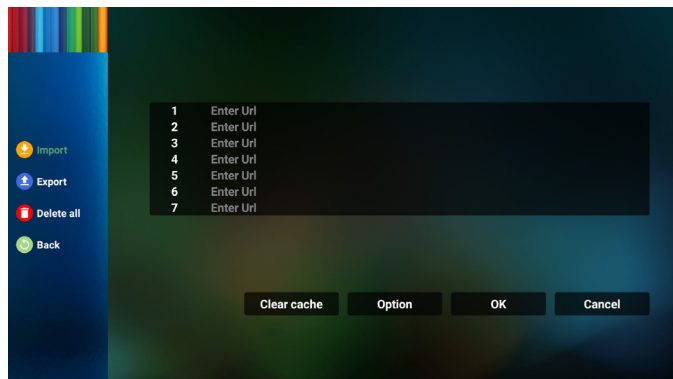 Import
Export
Delete all
Back
1 Enter Url
2 Enter Url
3 Enter Url
4 Enter Url
5 Enter Url
6 Enter Url
7 Enter Url
Clear cache Option OK Cancel